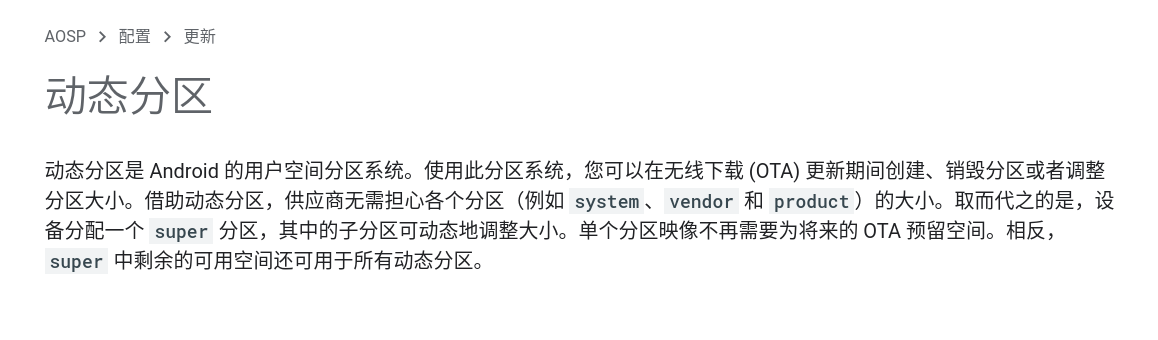 AOSP > 配置 > 更新
动态分区
动态分区是 Android 的用户空间分区系统。使用此分区系统，您可以在无线下载 (OTA) 更新期间创建、销毁分区或者调整
分区大小。借助动态分区，供应商无需担心各个分区（例如 system、vendor 和 product）的大小。取而代之的是，设
备分配一个 super 分区，其中的子分区可动态地调整大小。单个分区映像不再需要为将来的 OTA 预留空间。相反，
super 中剩余的可用空间还可用于所有动态分区。